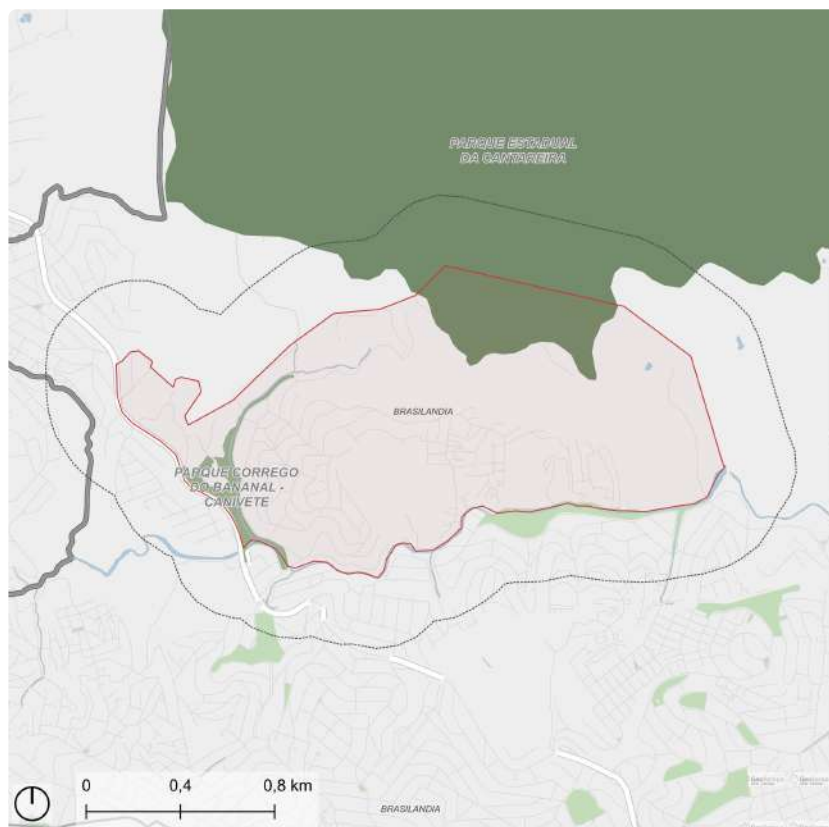 PARQUE ESTADUAL
DA CANTAREIRA
BRASILANDIA
PARQUE CORREGO
DO BANANAL -
CANIVETE
0 0,4 0,8 km
BRASILANDIA